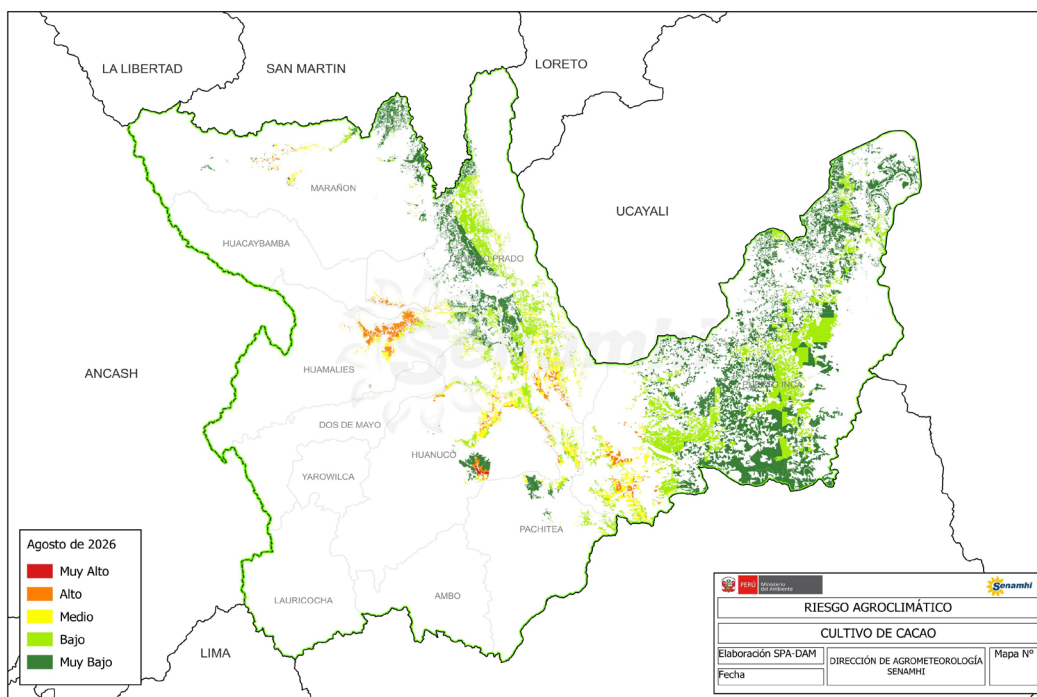 LA LIBERTAD
SAN MARTIN
LORETO
MARAÑON
UCAYALI
HUACAYBAMBA
PRADO
Senamhi
ANCASH
HUAMALIES
PUERTO INCA
DOS DE MAYO
HUANUCO
YAROWILCA
PACHITEA
LAURICOCHA
AMBO
LIMA
Agosto de 2026
Muy Alto
Alto
Medio
Bajo
Muy Bajo
PERÚ
Ministerio
del Ambiente
Senamhi
RIESGO AGROCLIMÁTICO
CULTIVO DE CACAO
Elaboración SPA-DAM
Fecha
DIRECCIÓN DE AGROMETEOROLOGÍA
SENAMHI
Mapa N°